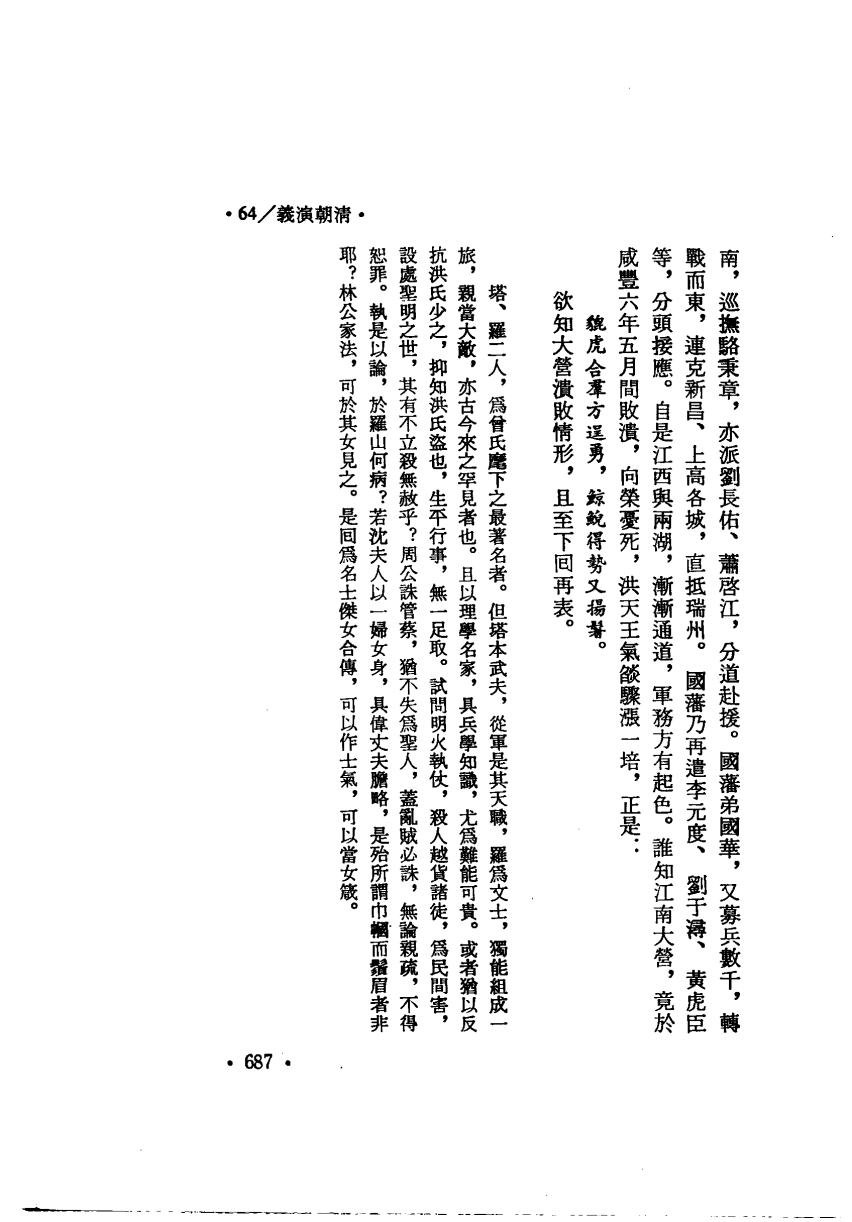 •64／義演朝清•
南，巡撫駱秉章，亦派劉長佑、蕭啓江，分道赴援。國藩弟國華，又募兵數千，轉
戰而東，連克新昌、上高各城，直抵瑞州。國藩乃再遣李元度、劉于潯、黃虎臣
等，分頭接應。自是江西與兩湖，漸漸通道，軍務方有起色。誰知江南大營，竟於
咸豐六年五月間敗潰，向榮憂死，洪天王氣燄驟漲一培，正是：
貔虎合羣方逞勇，鯨鯢得勢又揚鬐。
欲知大營潰敗情形，且至下回再表。
塔、羅二人，爲曾氏麾下之最著名者。但塔本武夫，從軍是其天職，羅爲文士，獨能組成一
旅，親當大敵，亦古今來之罕見者也。且以理學名家，具兵學知識，尤爲難能可貴。或者猶以反
抗洪氏少之，抑知洪氏盜也，生平行事，無一足取。試問明火執仗，殺人越貨諸徒，爲民間害，
設處聖明之世，其有不立殺無赦乎？周公誅管蔡，猶不失爲聖人，蓋亂賊必誅，無論親疏，不得
恕罪。執是以論，於羅山何病？若沈夫人以一婦女身，具偉丈夫膽略，是殆所謂巾幗而鬚眉者非
耶？林公家法，可於其女見之。是回爲名士傑女合傳，可以作士氣，可以當女箴。
•687•